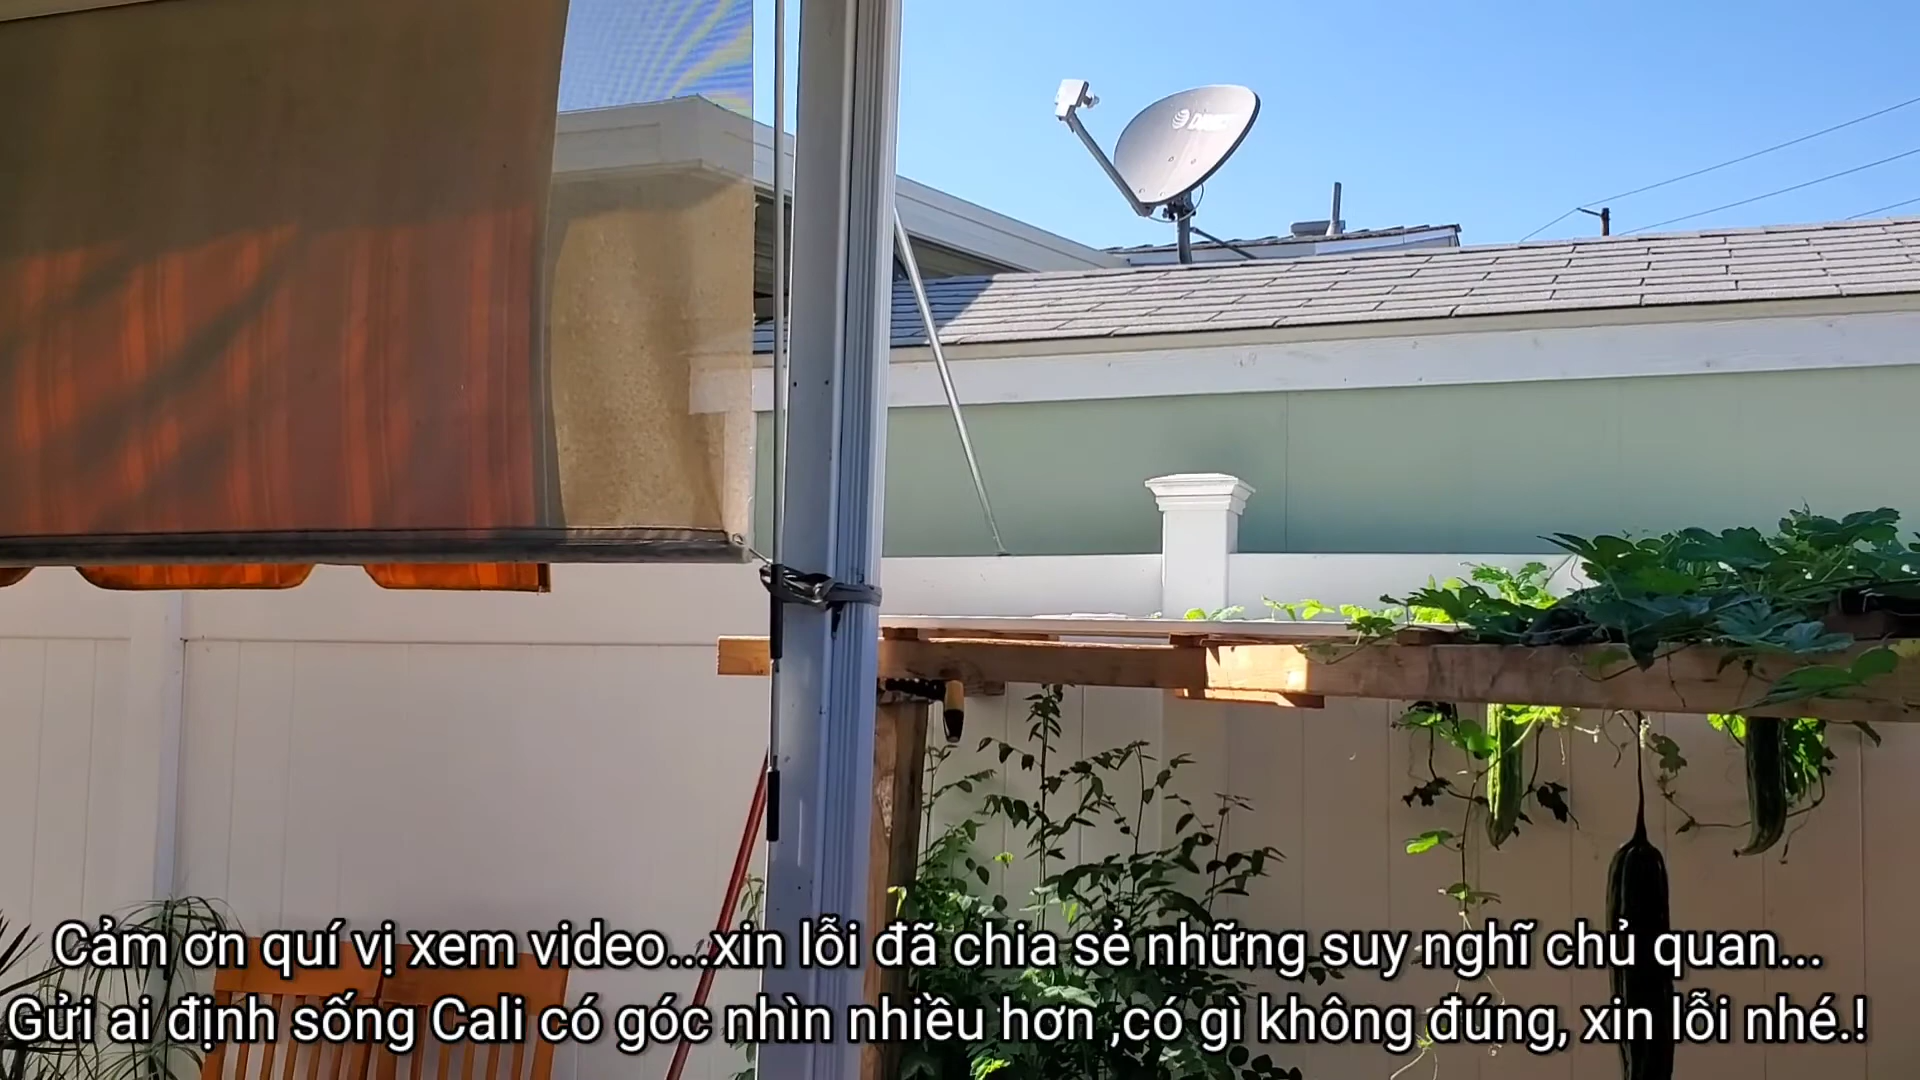 Cảm ơn quí vị xem video...xin lỗi đã chia sẻ những suy nghĩ chủ quan...
Gửi ai định sống Cali có góc nhìn nhiều hơn ,có gì không đúng, xin lỗi nhé.!